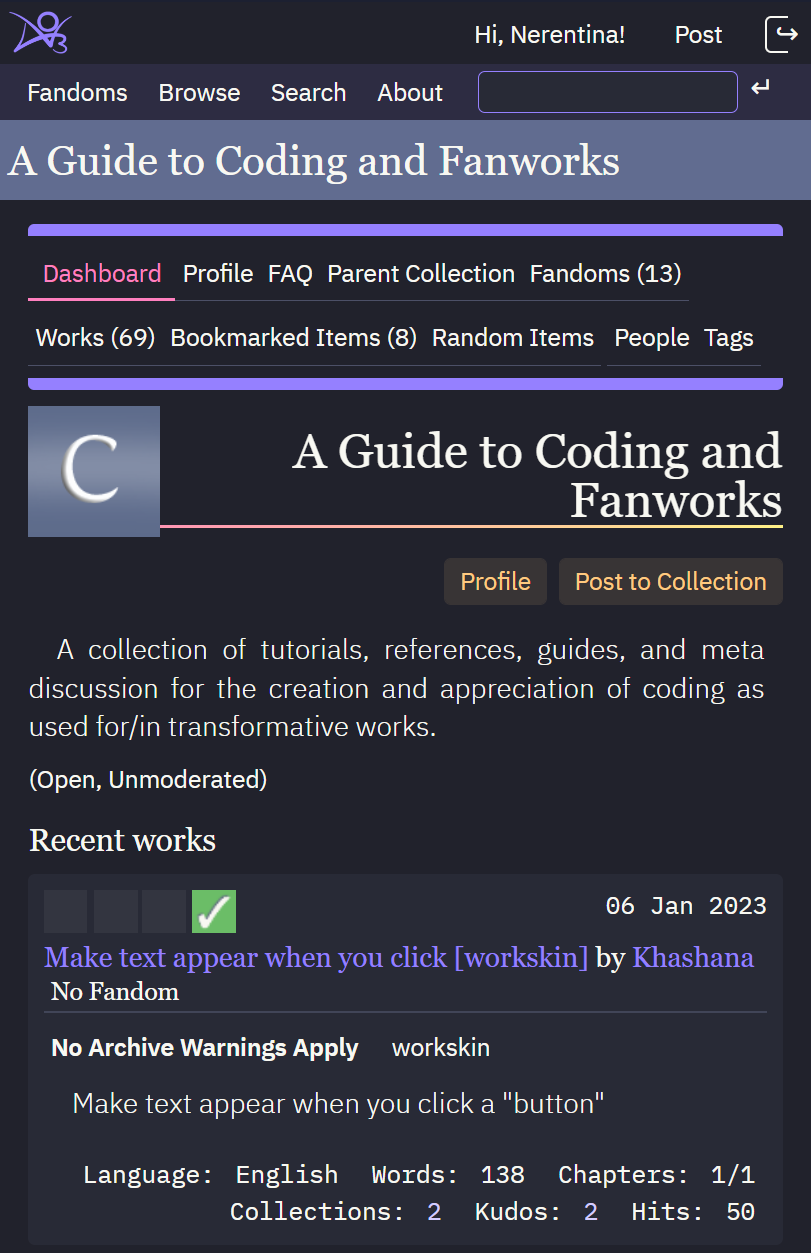 Hi, Nerentina! Post
Fandoms Browse Search About
A Guide to Coding and Fanworks
Dashboard Profile FAQ Parent Collection Fandoms (13)
Works (69) Bookmarked Items (8) Random Items People Tags
C
A Guide to Coding and
Fanworks
Profile Post to Collection
A collection of tutorials, references, guides, and meta
discussion for the creation and appreciation of coding as
used for/in transformative works.
(Open, Unmoderated)
Recent works
06 Jan 2023
Make text appear when you click [workskin] by Khashana
No Fandom
No Archive Warnings Apply workskin
Make text appear when you click a "button"
Language: English Words: 138 Chapters: 1/1
Collections: 2 Kudos: 2 Hits: 50